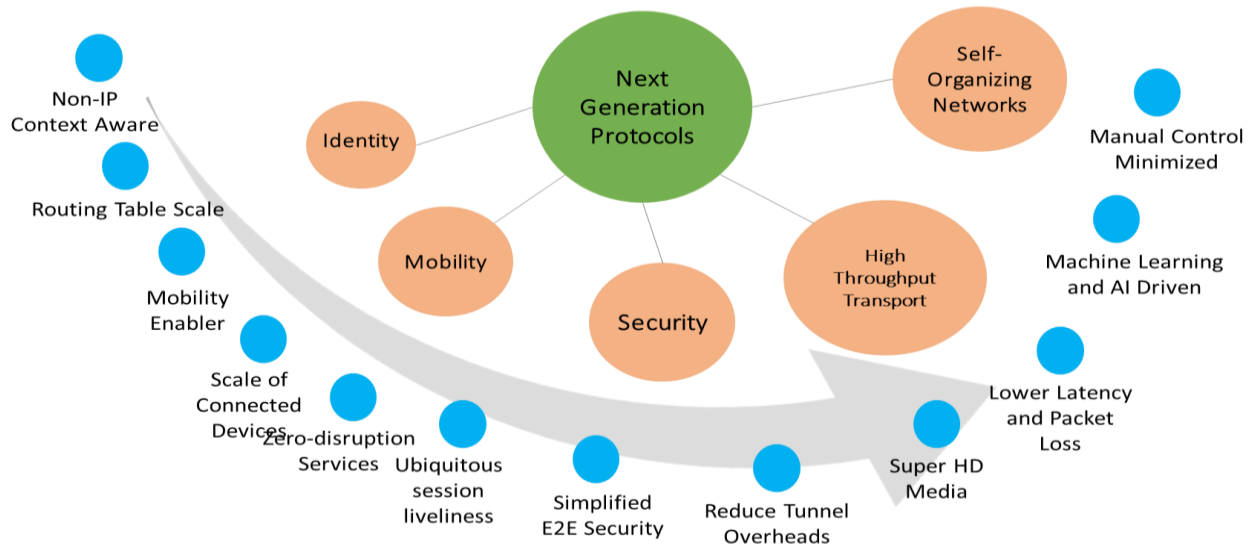 Next
Generation
Protocols
Identity
Mobility
Security
High
Throughput
Transport
Self-
Organizing
Networks
Non-IP
Context Aware
Routing Table Scale
Mobility
Enabler
Scale of
Connected
Devices
Zero-disruption
Services
Ubiquitous
session
liveliness
Simplified
E2E Security
Reduce Tunnel
Overheads
Super HD
Media
Lower Latency
and Packet
Loss
Machine Learning
and AI Driven
Manual Control
Minimized